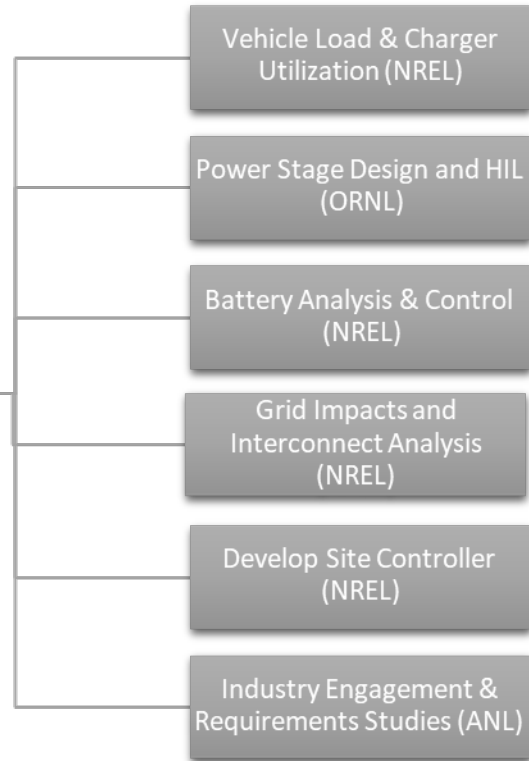 Vehicle Load & Charger
Utilization (NREL)
Power Stage Design and HIL
(ORNL)
Battery Analysis & Control
(NREL)
Grid Impacts and
Interconnect Analysis
(NREL)
Develop Site Controller
(NREL)
Industry Engagement &
Requirements Studies (ANL)